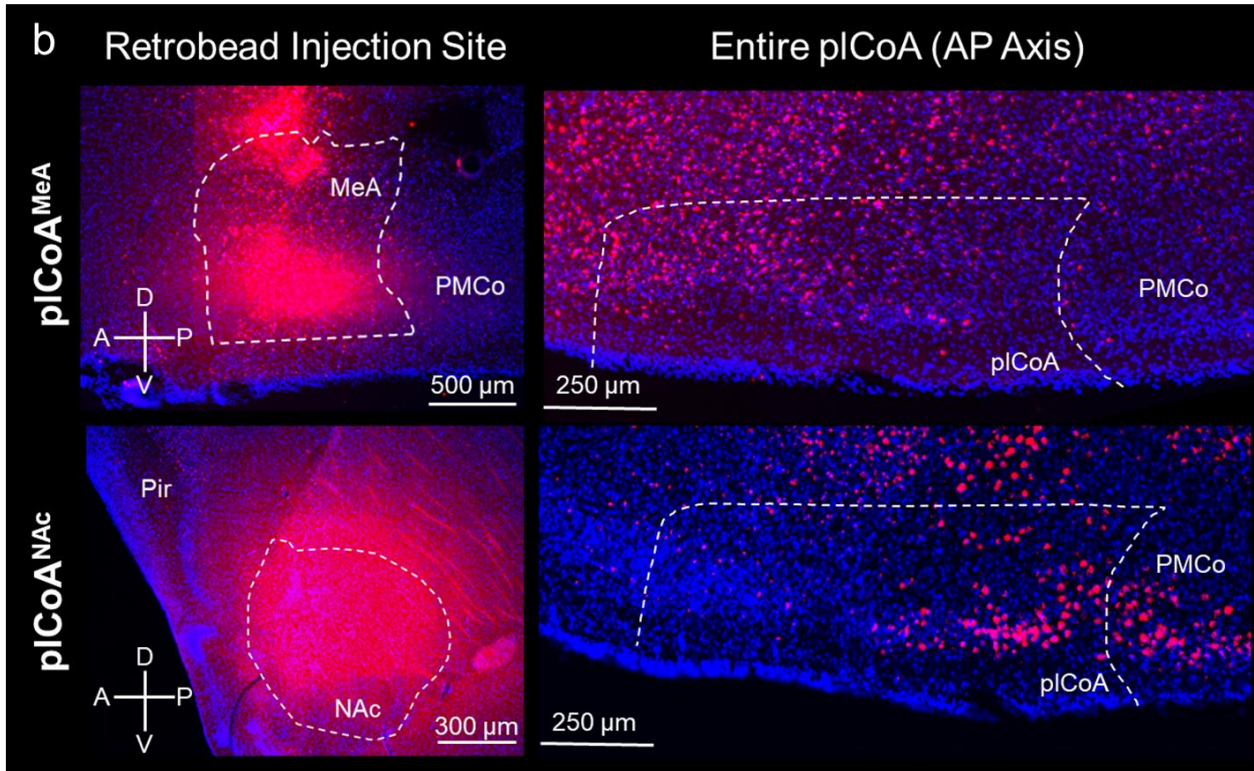 b
Retrobead Injection Site
Entire plCoA (AP Axis)
plCoA^MeA
MeA
PMCo
D
A
P
V
500 µm
PMCo
plCoA
250 µm
plCoA^NAc
Pir
D
A
P
V
NAc
300 µm
PMCo
plCoA
250 µm